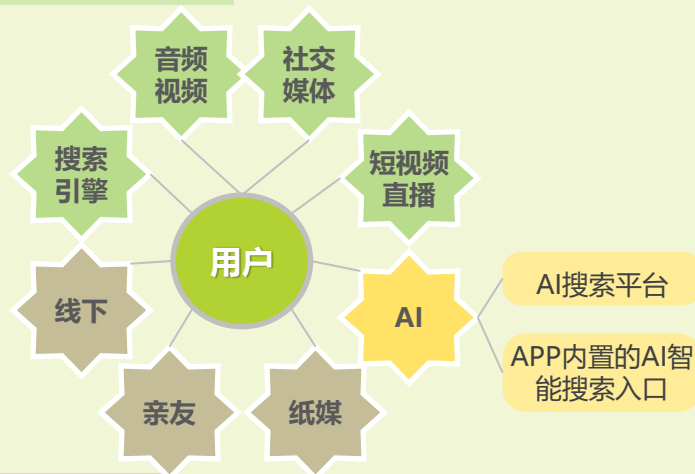 音频
视频
社交
媒体
搜索
引擎
短视频
直播
用户
线下
AI
AI搜索平台
APP内置的AI智
能搜索入口
亲友
纸媒